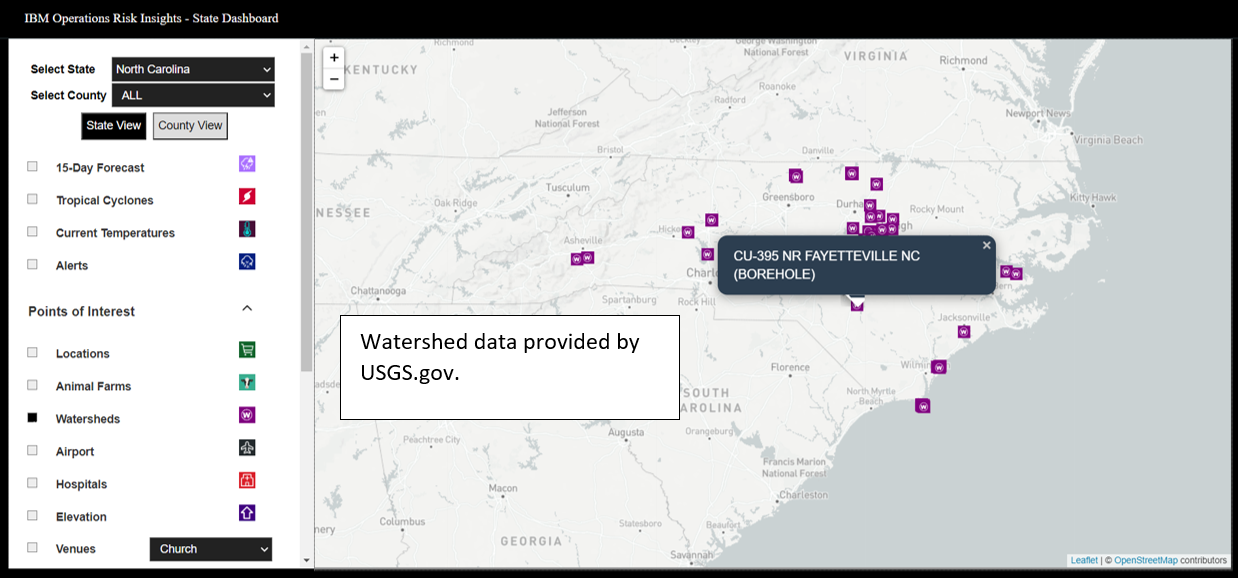 IBM Operations Risk Insights - State Dashboard
Select State North Carolina
Select County ALL
State View County View
15-Day Forecast
Tropical Cyclones
Current Temperatures
Alerts
Points of Interest
Locations
Animal Farms
Watersheds
Airport
Hospitals
Elevation
Venues Church
+
−
Richmond
George Washington
National Forest
KENTUCKY
VIRGINIA
Richmond
Roanoke
Radford
Jefferson
National Forest
Newport News
Virginia Beach
Bristol
Danville
Tusculum
Oak Ridge
Greensboro
Kitty Hawk
NESSEE
Rocky Mount
Asheville
CU-395 NR FAYETTEVILLE NC
(BOREHOLE)
×
Chattanooga
Spartanburg
Rock Hill
Jacksonville
Watershed data provided by
USGS.gov.
Florence
North Myrtle
Beach
SOUTH
Augusta
Orangeburg
Peachtree City
Francis Marion
National Forest
Macon
Charleston
Columbus
Statesboro
Beaufort
GEORGIA
Savannah
Leaflet | © OpenStreetMap contributors